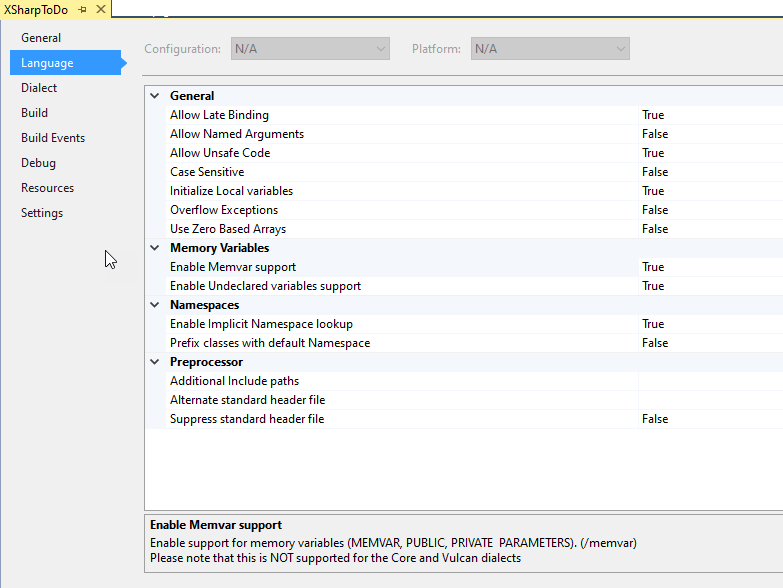 XSharpToDo
General
Language
Dialect
Build
Build Events
Debug
Resources
Settings
Configuration: N/A Platform: N/A
General
Allow Late Binding True
Allow Named Arguments False
Allow Unsafe Code True
Case Sensitive False
Initialize Local variables True
Overflow Exceptions False
Use Zero Based Arrays False
Memory Variables
Enable Memvar support True
Enable Undeclared variables support True
Namespaces
Enable Implicit Namespace lookup True
Prefix classes with default Namespace False
Preprocessor
Additional Include paths
Alternate standard header file
Suppress standard header file False
Enable Memvar support
Enable support for memory variables (MEMVAR, PUBLIC, PRIVATE PARAMETERS). (/memvar)
Please note that this is NOT supported for the Core and Vulcan dialects